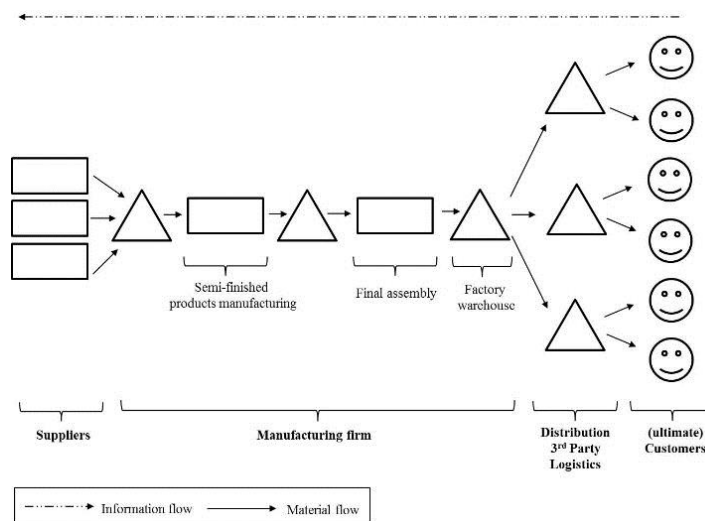 Semi-finished
products manufacturing
Final assembly
Factory
warhouse
Suppliers
Manufacturing firm
Distribution
3rd Party
Logistics
(ultimate)
Customers
Information flow
Material flow